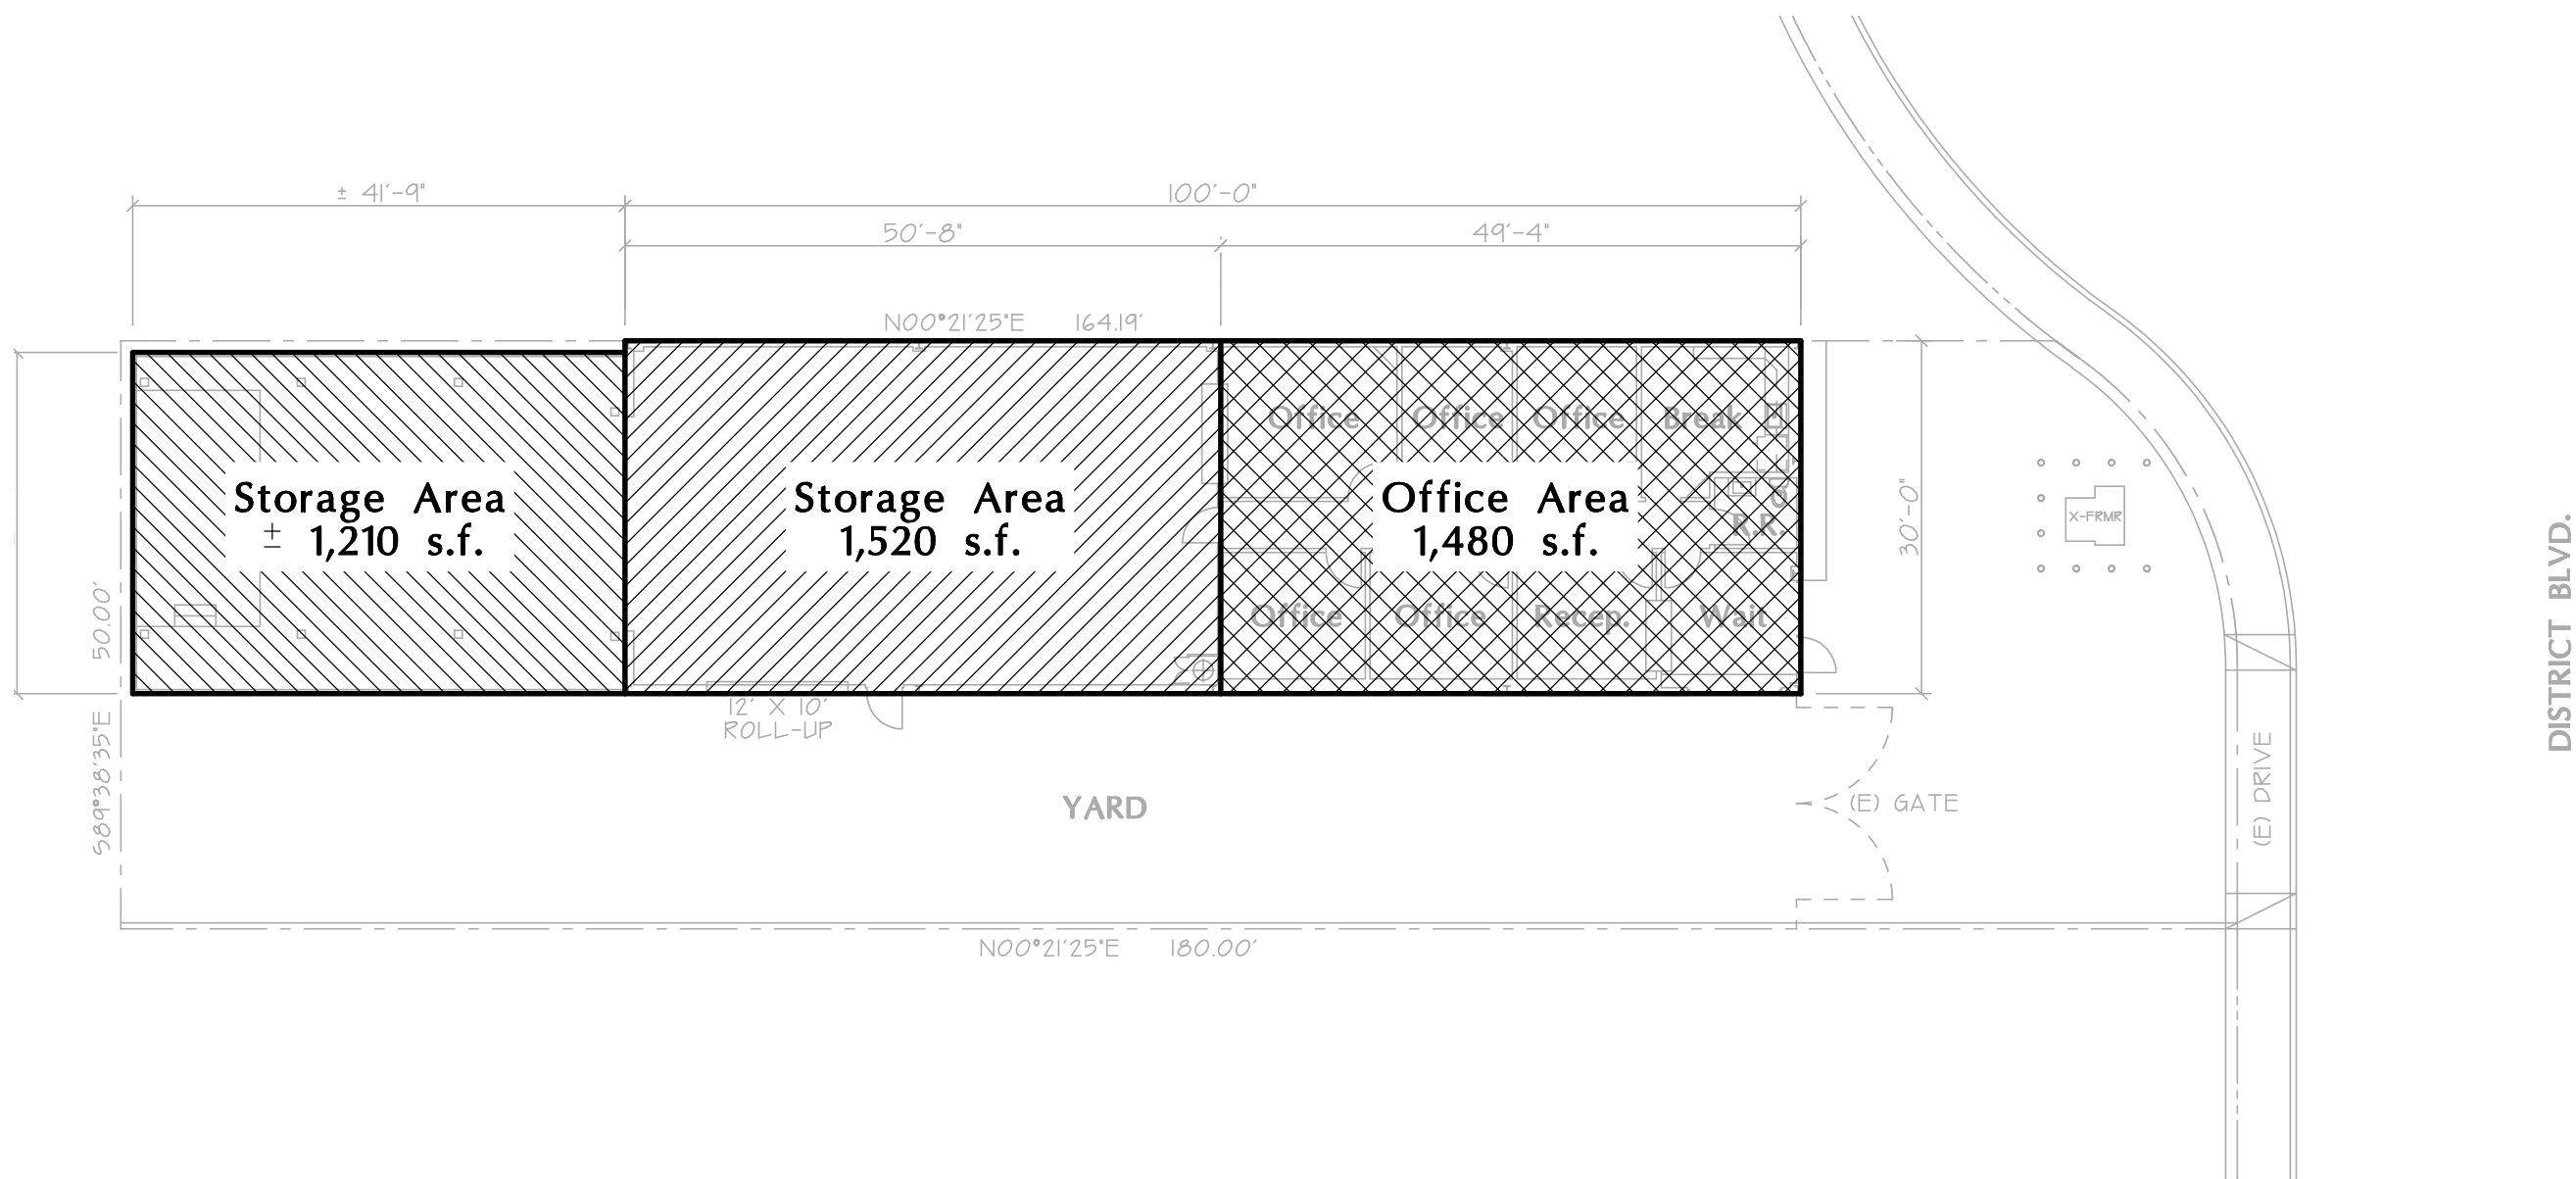 ± 41'-9"
100'-0"
50'-8"
49'-4"
N00°21'25"E 164.19'
Office
Office
Office
Break
Storage Area
± 1,210 s.f.
Storage Area
1,520 s.f.
Office Area
1,480 s.f.
R.R.
30'-0"
X-FRMR
Office
Office
Recep.
Wait
50.00'
S89°38'35"E
12' X 10'
ROLL-UP
YARD
(E) GATE
(E) DRIVE
DISTRICT BLVD.
N00°21'25"E 180.00'